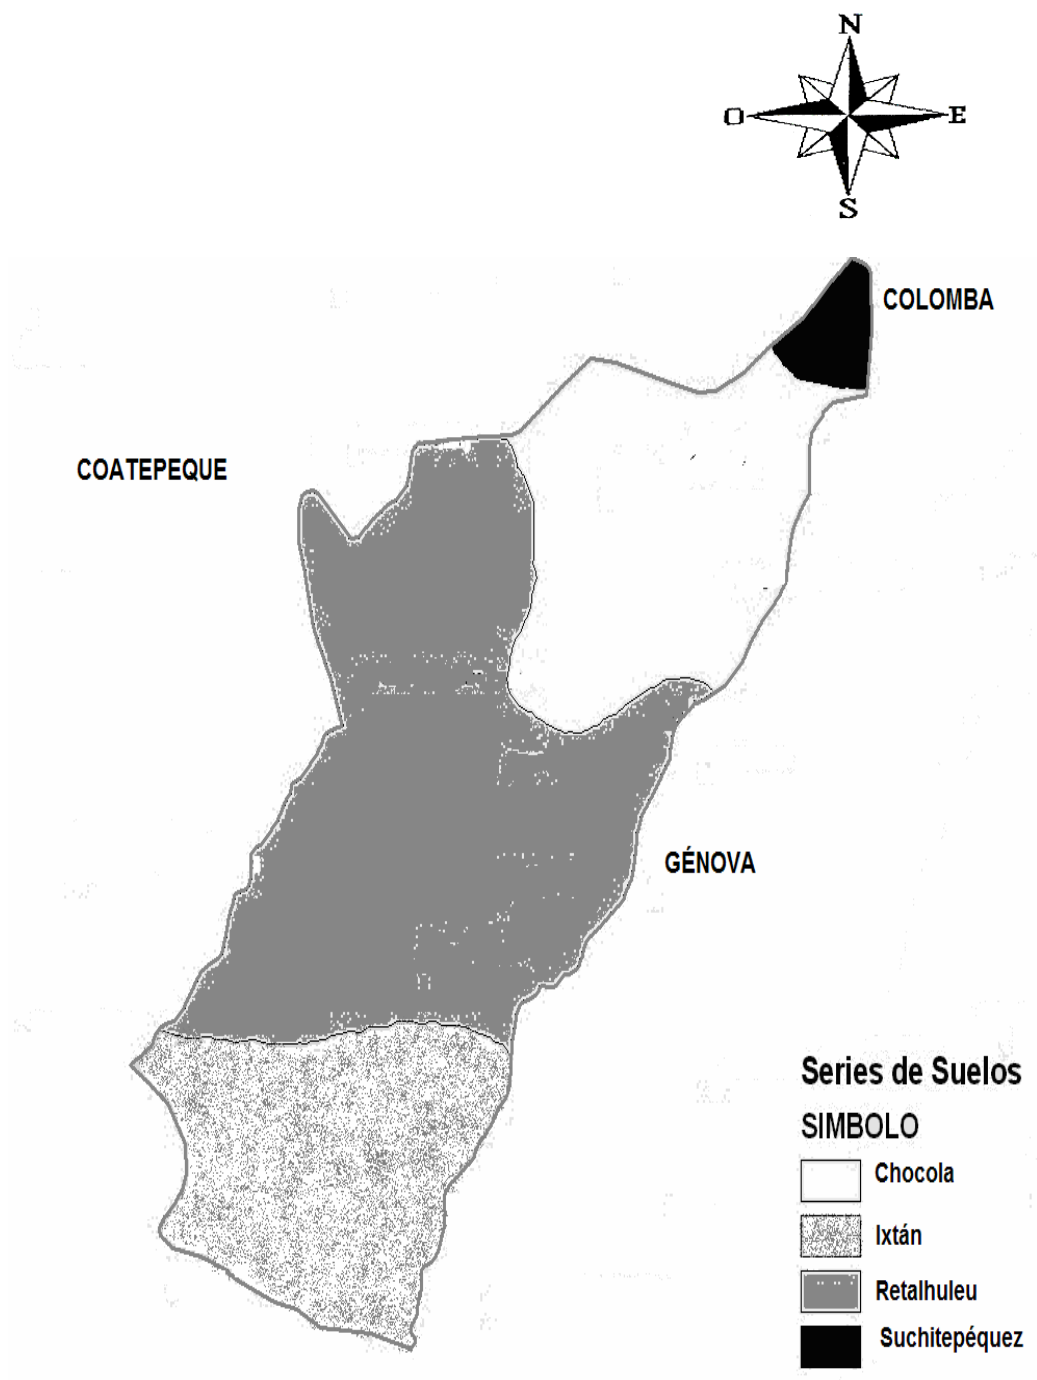 N
O
E
S
COLOMBA
COATEPEQUE
GÉNOVA
Series de Suelos
SIMBOLO
Chocola
Ixtán
Retalhuleu
Suchitepéquez